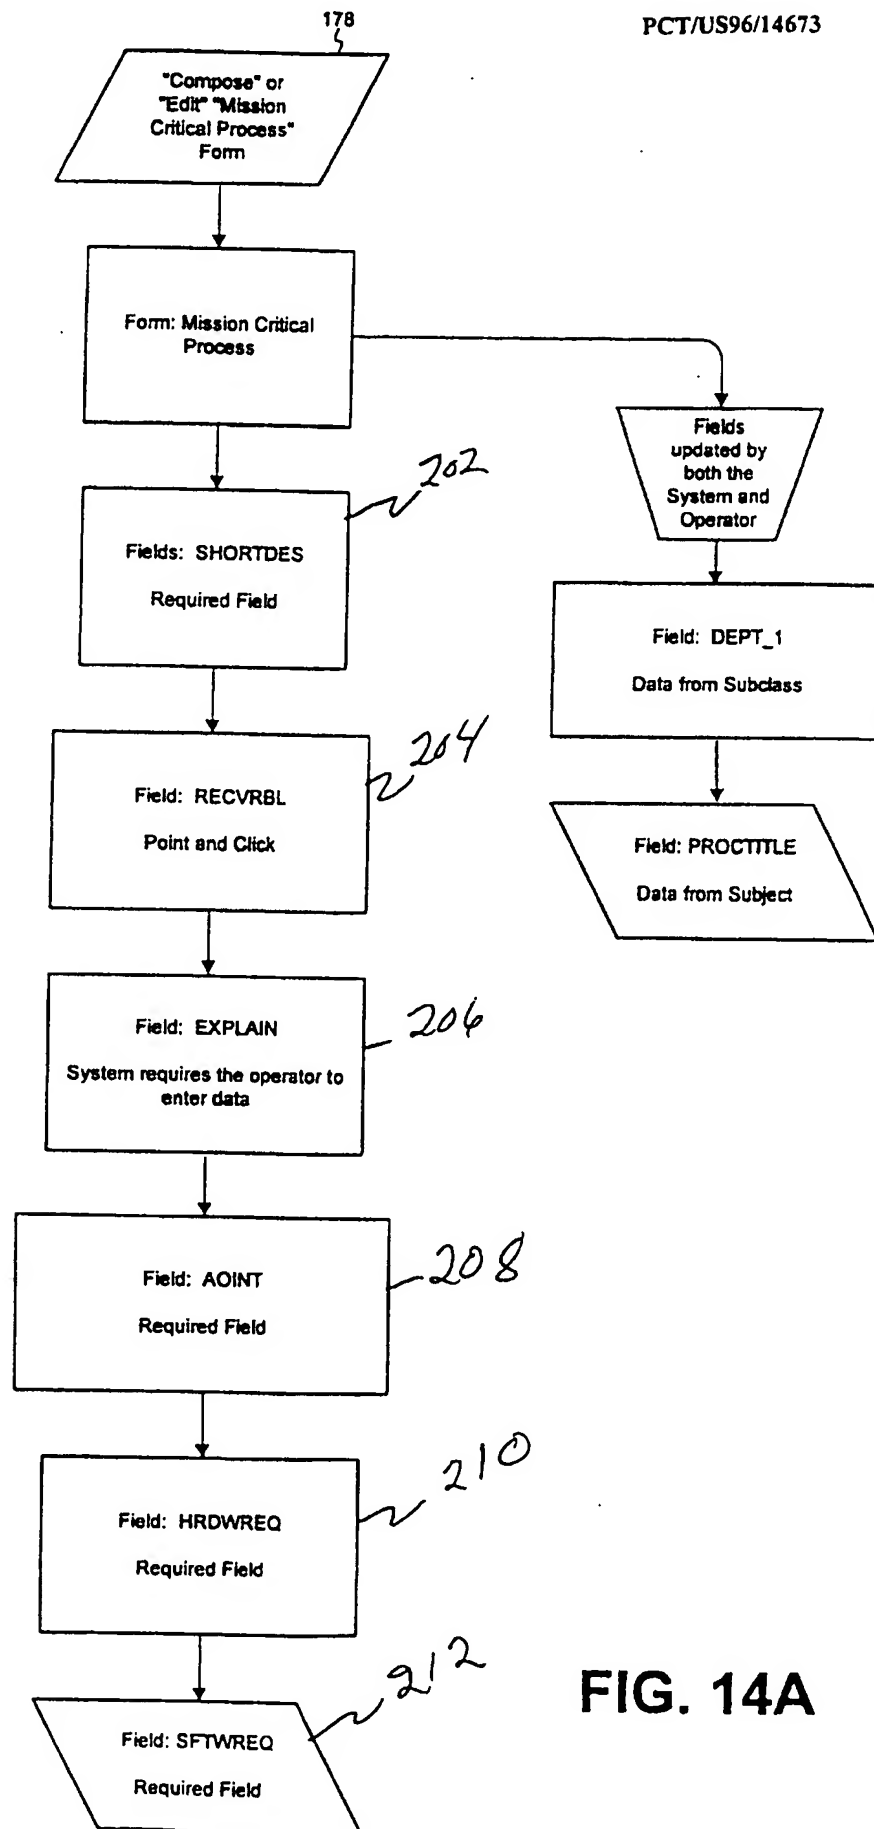 178
PCT/US96/14673
"Compose" or
"Edit" "Mission
Critical Process"
Form
Form: Mission Critical
Process
Fields
updated by
both the
System and
Operator
202
Fields: SHORTDES
Required Field
Field: DEPT_1
Data from Subclass
204
Field: RECVRBL
Point and Click
Field: PROCTITLE
Data from Subject
206
Field: EXPLAIN
System requires the operator to
enter data
208
Field: AOINT
Required Field
210
Field: HRDWREQ
Required Field
212
Field: SFTWREQ
Required Field
FIG. 14A